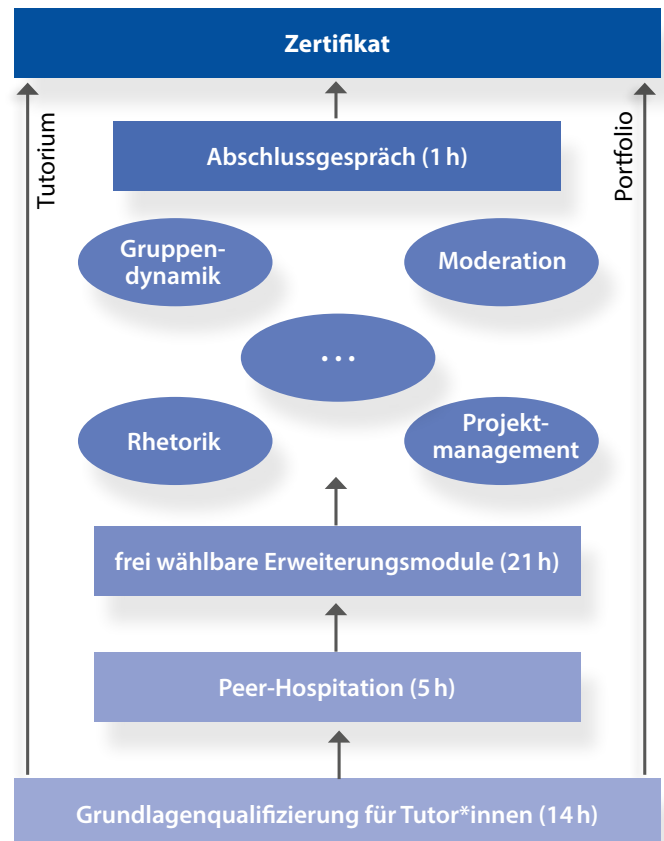 Zertifikat
Tutorium
Portfolio
Abschlussgespräch (1 h)
Gruppen-
dynamik
Moderation
...
Rhetorik
Projekt-
management
frei wählbare Erweiterungsmodule (21 h)
Peer-Hospitation (5 h)
Grundlagenqualifizierung für Tutor*innen (14 h)